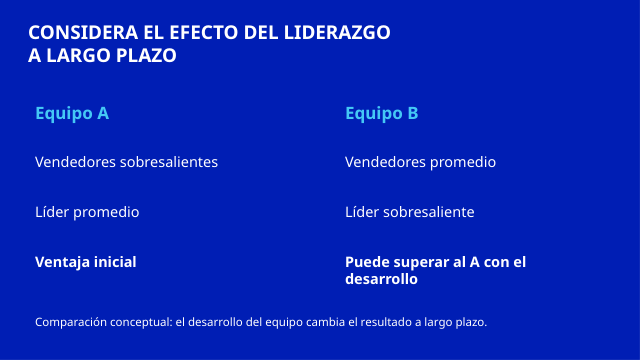 CONSIDERA EL EFECTO DEL LIDERAZGO
A LARGO PLAZO
Equipo A
Equipo B
Vendedores sobresalientes
Vendedores promedio
Líder promedio
Líder sobresaliente
Ventaja inicial
Puede superar al A con el
desarrollo
Comparación conceptual: el desarrollo del equipo cambia el resultado a largo plazo.